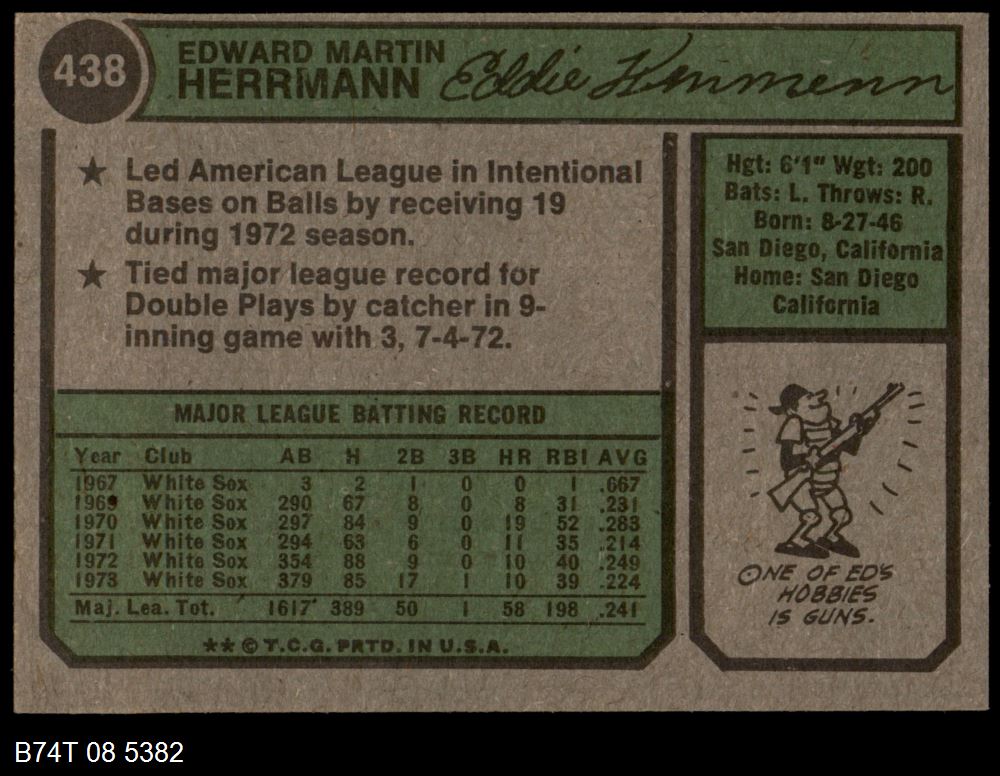 438
EDWARD MARTIN
HERRMANN
Eddie Herrmann
★ Led American League in Intentional
Bases on Balls by receiving 19
during 1972 season.
★ Tied major league record for
Double Plays by catcher in 9-
inning game with 3, 7-4-72.
Hgt: 6'1" Wgt: 200
Bats: L. Throws: R.
Born: 8-27-46
San Diego, California
Home: San Diego
California
MAJOR LEAGUE BATTING RECORD
Year Club AB H 2B 3B HR RBI AVG
1967 White Sox 3 2 1 0 0 1 .667
1969 White Sox 290 67 8 0 8 31 .231
1970 White Sox 297 84 9 0 19 52 .283
1971 White Sox 294 63 6 0 11 35 .214
1972 White Sox 354 88 9 0 10 40 .249
1973 White Sox 379 85 17 1 10 39 .224
Maj. Lea. Tot. 1617 389 50 1 58 198 .241
★★ © T.C.G. PRTD. IN U.S.A.
ONE OF ED'S
HOBBIES
IS GUNS.
B74T 08 5382